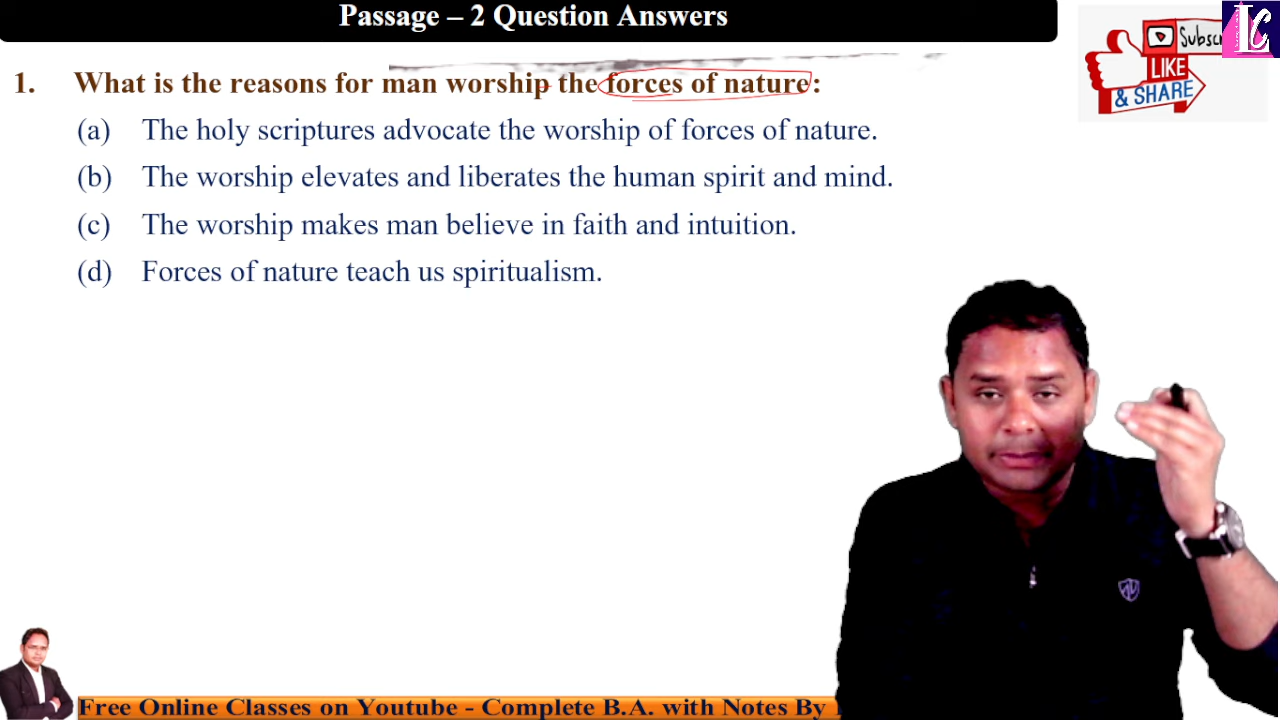 Passage – 2 Question Answers
Subscr
LIKE
& SHARE
LC
1. What is the reasons for man worship the forces of nature:
(a) The holy scriptures advocate the worship of forces of nature.
(b) The worship elevates and liberates the human spirit and mind.
(c) The worship makes man believe in faith and intuition.
(d) Forces of nature teach us spiritualism.
Free Online Classes on Youtube - Complete B.A. with Notes By